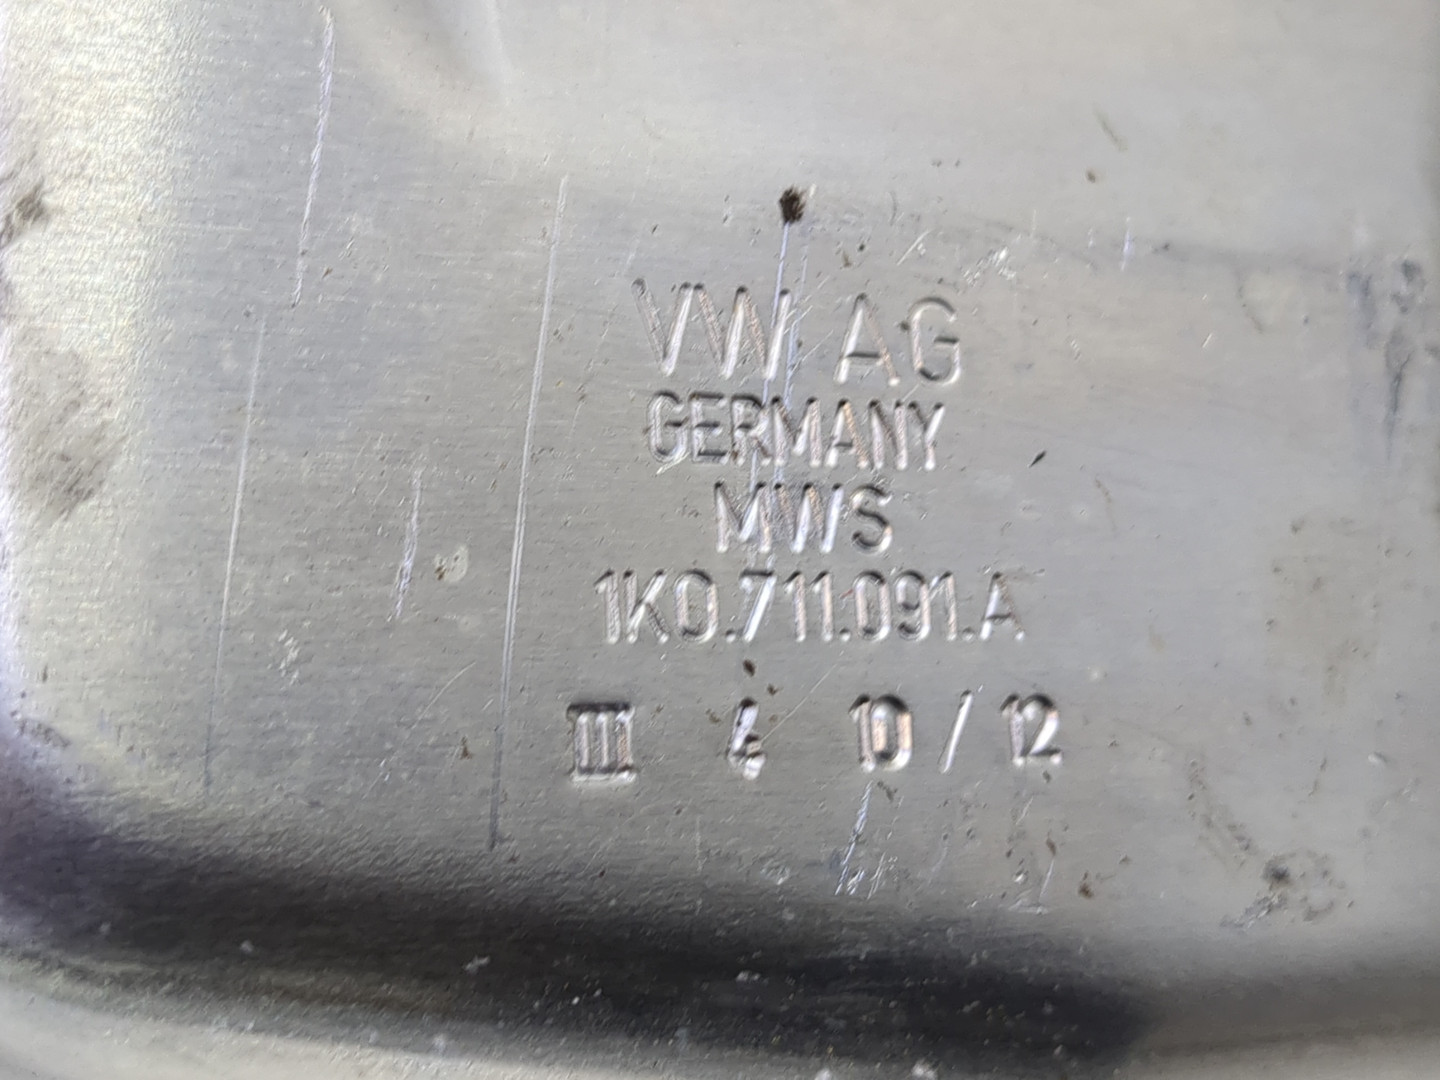 VW AG
GERMANY
MWS
1K0.711.091.A
III 4 10 / 12